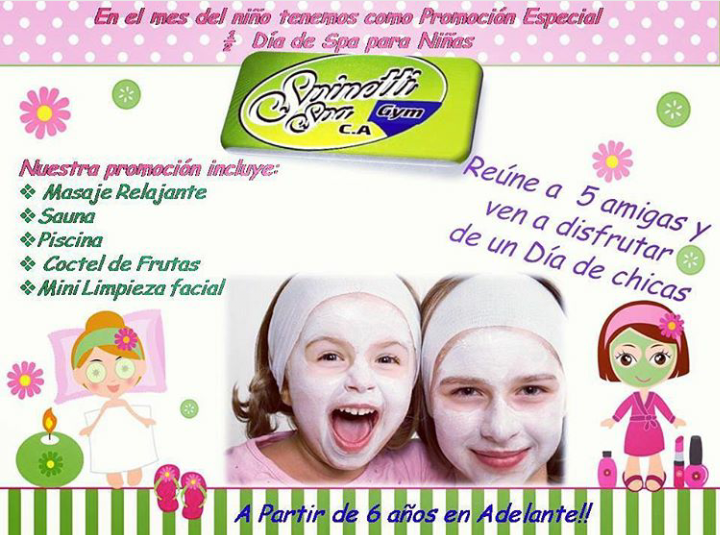 En el mes del niño tenemos como Promoción Especial
½ Día de Spa para Niñas
Spinetti
Spa Gym
C.A
Nuestra promoción incluye:
❖ Masaje Relajante
❖ Sauna
❖ Piscina
❖ Coctel de Frutas
❖ Mini Limpieza facial
Reúne a 5 amigas y
ven a disfrutar
de un Día de chicas
A Partir de 6 años en Adelante!!